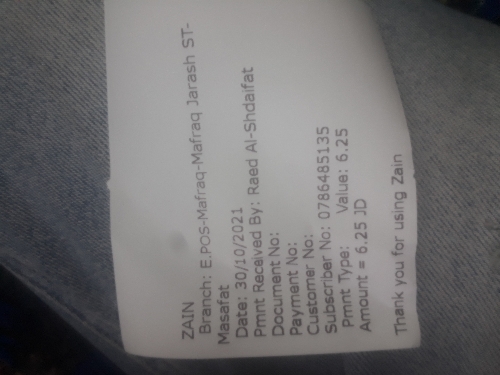 ZAIN
Branch: E.POS-Mafraq-Mafraq Jarash ST-
Masafat
Date: 30/10/2021
Pmnt Received By: Raed Al-Shdaifat
Document No:
Payment No:
Customer No:
Subscriber No: 0786485135
Pmnt Type: Value: 6.25
Amount = 6.25 JD
Thank you for using Zain